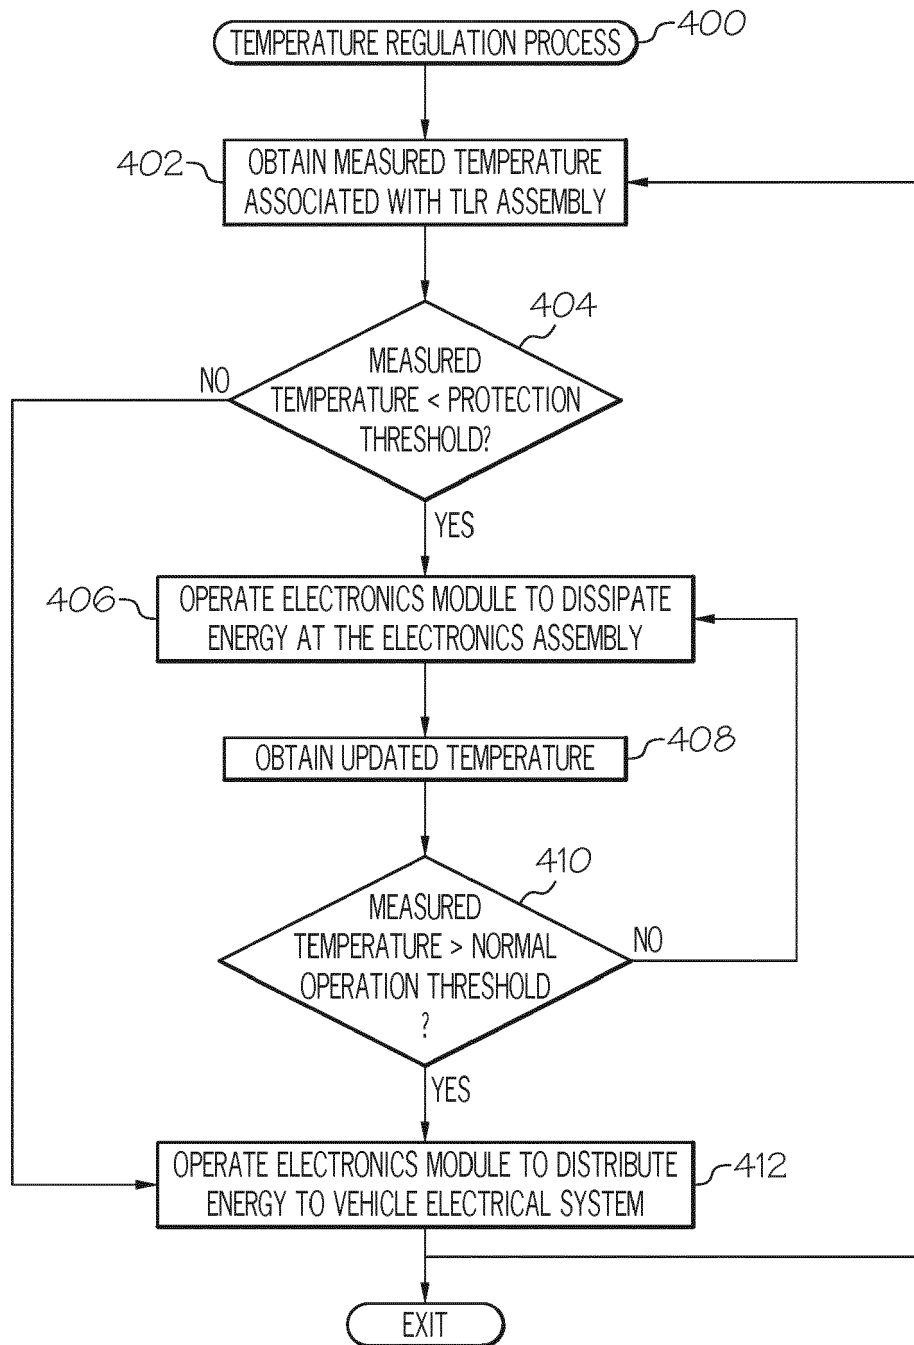 TEMPERATURE REGULATION PROCESS
400
402
OBTAIN MEASURED TEMPERATURE
ASSOCIATED WITH TLR ASSEMBLY
404
MEASURED
TEMPERATURE < PROTECTION
THRESHOLD?
NO
YES
406
OPERATE ELECTRONICS MODULE TO DISSIPATE
ENERGY AT THE ELECTRONICS ASSEMBLY
OBTAIN UPDATED TEMPERATURE
408
410
MEASURED
TEMPERATURE > NORMAL
OPERATION THRESHOLD
?
NO
YES
OPERATE ELECTRONICS MODULE TO DISTRIBUTE
ENERGY TO VEHICLE ELECTRICAL SYSTEM
412
EXIT